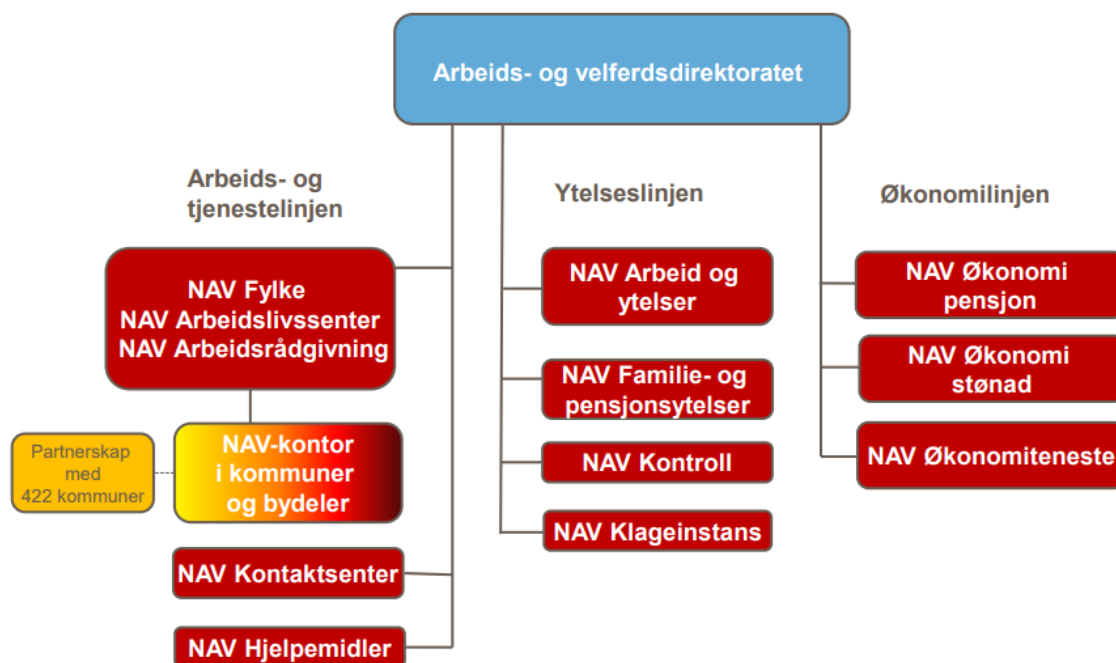 Arbeids- og velferdsdirektoratet
Arbeids- og
tjenestelinjen
NAV Fylke
NAV Arbeidslivssenter
NAV Arbeidsrådgivning
Partnerskap
med
422 kommuner
NAV-kontor
i kommuner
og bydeler
NAV Kontaktsenter
NAV Hjelpemidler
Ytelseslinjen
NAV Arbeid og
ytelser
NAV Familie- og
pensjonsytelser
NAV Kontroll
NAV Klageinstans
Økonomilinjen
NAV Økonomi
pensjon
NAV Økonomi
stønad
NAV Økonomiteneste